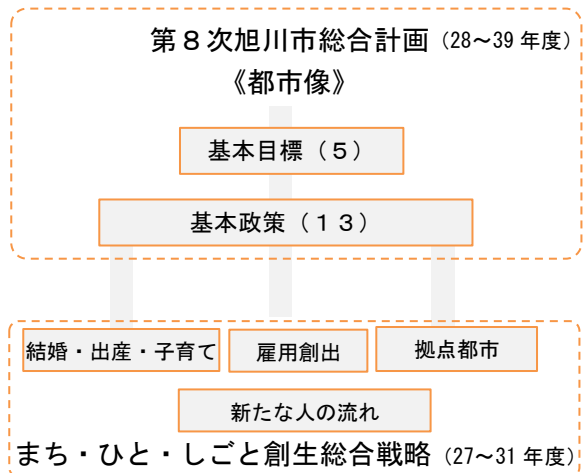 第８次旭川市総合計画（28～39 年度）
《都市像》
基本目標（５）
基本政策（１３）
結婚・出産・子育て
雇用創出
拠点都市
新たな人の流れ
まち・ひと・しごと創生総合戦略（27～31 年度）